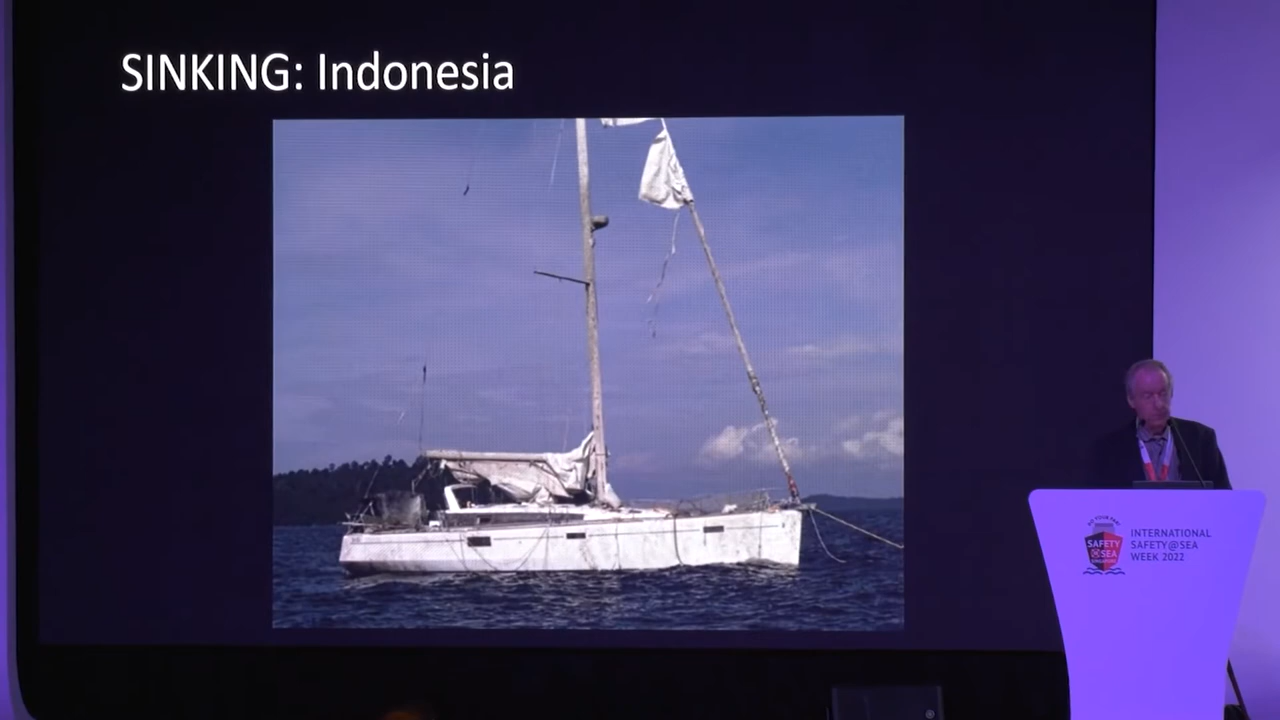 SINKING: Indonesia
SAFETY
@SEA
INTERNATIONAL
SAFETY@SEA
WEEK 2022